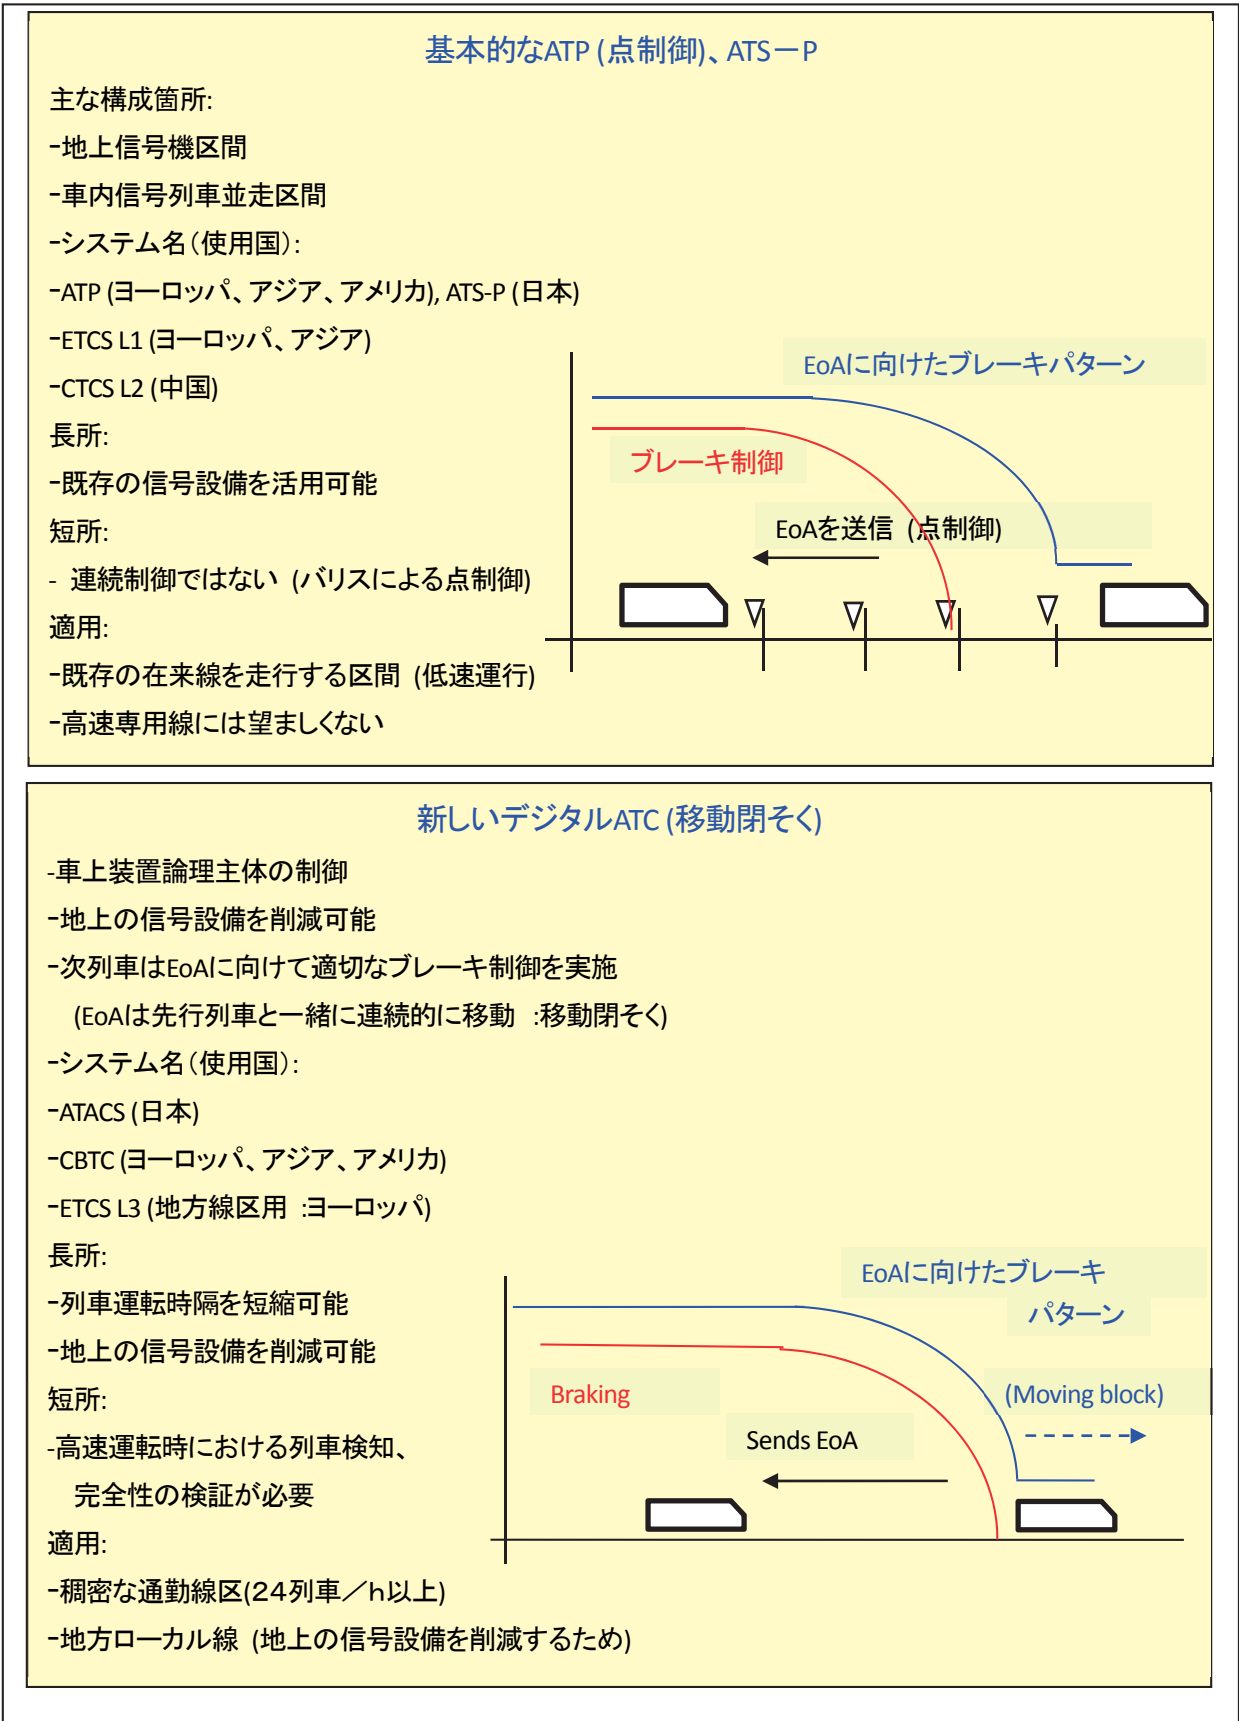 基本的なATP (点制御)、ATS－P
主な構成箇所:
-地上信号機区間
-車内信号列車並走区間
-システム名（使用国）:
-ATP (ヨーロッパ、アジア、アメリカ), ATS-P (日本)
-ETCS L1 (ヨーロッパ、アジア)
-CTCS L2 (中国)
長所:
-既存の信号設備を活用可能
短所:
- 連続制御ではない (バリスによる点制御)
適用:
-既存の在来線を走行する区間 (低速運行)
-高速専用線には望ましくない
EoAに向けたブレーキパターン
ブレーキ制御
EoAを送信 (点制御)
新しいデジタルATC (移動閉そく)
-車上装置論理主体の制御
-地上の信号設備を削減可能
-次列車はEoAに向けて適切なブレーキ制御を実施
(EoAは先行列車と一緒に連続的に移動 :移動閉そく)
-システム名（使用国）:
-ATACS (日本)
-CBTC (ヨーロッパ、アジア、アメリカ)
-ETCS L3 (地方線区用 :ヨーロッパ)
長所:
-列車運転時隔を短縮可能
-地上の信号設備を削減可能
短所:
-高速運転時における列車検知、
完全性の検証が必要
適用:
-稠密な通勤線区(２４列車／ｈ以上)
-地方ローカル線 (地上の信号設備を削減するため)
EoAに向けたブレーキ
パターン
Braking
(Moving block)
Sends EoA